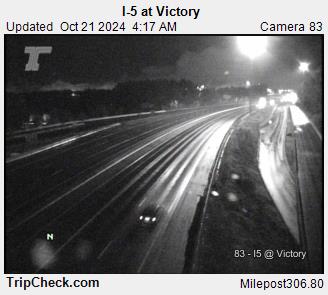 I-5 at Victory
Updated Oct 21 2024 4:17 AM Camera 83
T
N
83 - I5 @ Victory
TripCheck.com Milepost306.80